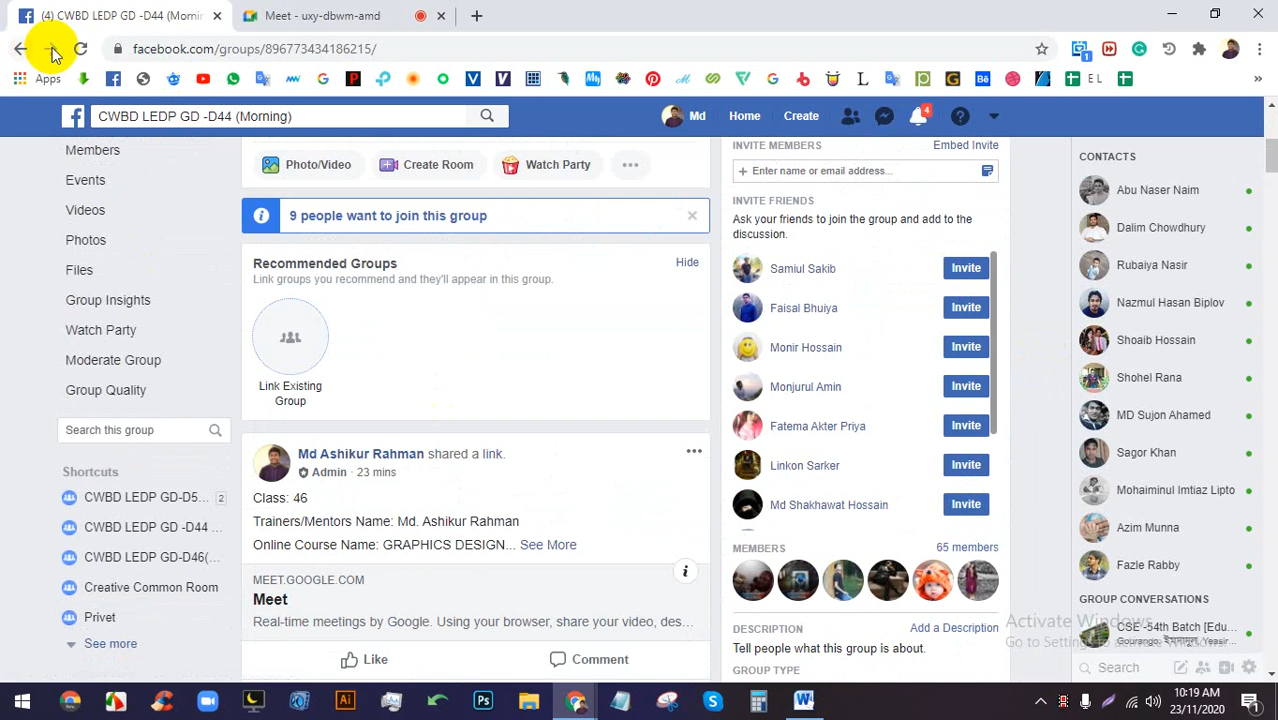 (4) CWBD LEDP GD -D44 (Mornin
Meet - uxy-dbwm-amd
facebook.com/groups/896773434186215/
1
Apps
E L
CWBD LEDP GD -D44 (Morning)
Md
Home
Create
4
Members
Events
Videos
Photos
Files
Group Insights
Watch Party
Moderate Group
Group Quality
Search this group
Shortcuts
CWBD LEDP GD-D5... 2
CWBD LEDP GD -D44 ...
CWBD LEDP GD-D46(...
Creative Common Room
Privet
See more
Photo/Video
Create Room
Watch Party
9 people want to join this group
Recommended Groups
Hide
Link groups you recommend and they'll appear in this group.
Link Existing
Group
Md Ashikur Rahman shared a link.
Admin · 23 mins
Class: 46
Trainers/Mentors Name: Md. Ashikur Rahman
Online Course Name: GRAPHICS DESIGN... See More
MEET.GOOGLE.COM
Meet
Real-time meetings by Google. Using your browser, share your video, des...
Like
Comment
INVITE MEMBERS
Embed Invite
+ Enter name or email address...
INVITE FRIENDS
Ask your friends to join the group and add to the
discussion.
Samiul Sakib Invite
Faisal Bhuiya Invite
Monir Hossain Invite
Monjurul Amin Invite
Fatema Akter Priya Invite
Linkon Sarker Invite
Md Shakhawat Hossain Invite
MEMBERS
65 members
DESCRIPTION
Add a Description
Tell people what this group is about.
GROUP TYPE
CONTACTS
Abu Naser Naim
Dalim Chowdhury
Rubaiya Nasir
Nazmul Hasan Biplov
Shoaib Hossain
Shohel Rana
MD Sujon Ahamed
Sagor Khan
Mohaiminul Imtiaz Lipto
Azim Munna
Fazle Rabby
GROUP CONVERSATIONS
CSE -54th Batch [Edu...
Activate Windows
Go to Settings to activate Windows.
Search
Ai
Ps
10:19 AM
23/11/2020
1